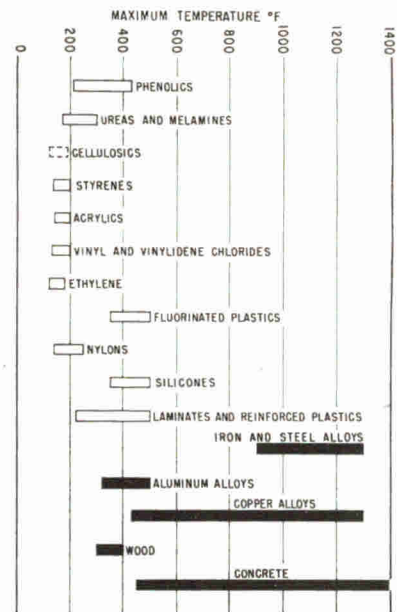 MAXIMUM TEMPERATURE °F
0 200 400 600 800 1000 1200 1400
PHENOLICS
UREAS AND MELAMINES
CELLULOSICS
STYRENES
ACRYLICS
VINYL AND VINYLIDENE CHLORIDES
ETHYLENE
FLUORINATED PLASTICS
NYLONS
SILICONES
LAMINATES AND REINFORCED PLASTICS
IRON AND STEEL ALLOYS
ALUMINUM ALLOYS
COPPER ALLOYS
WOOD
CONCRETE